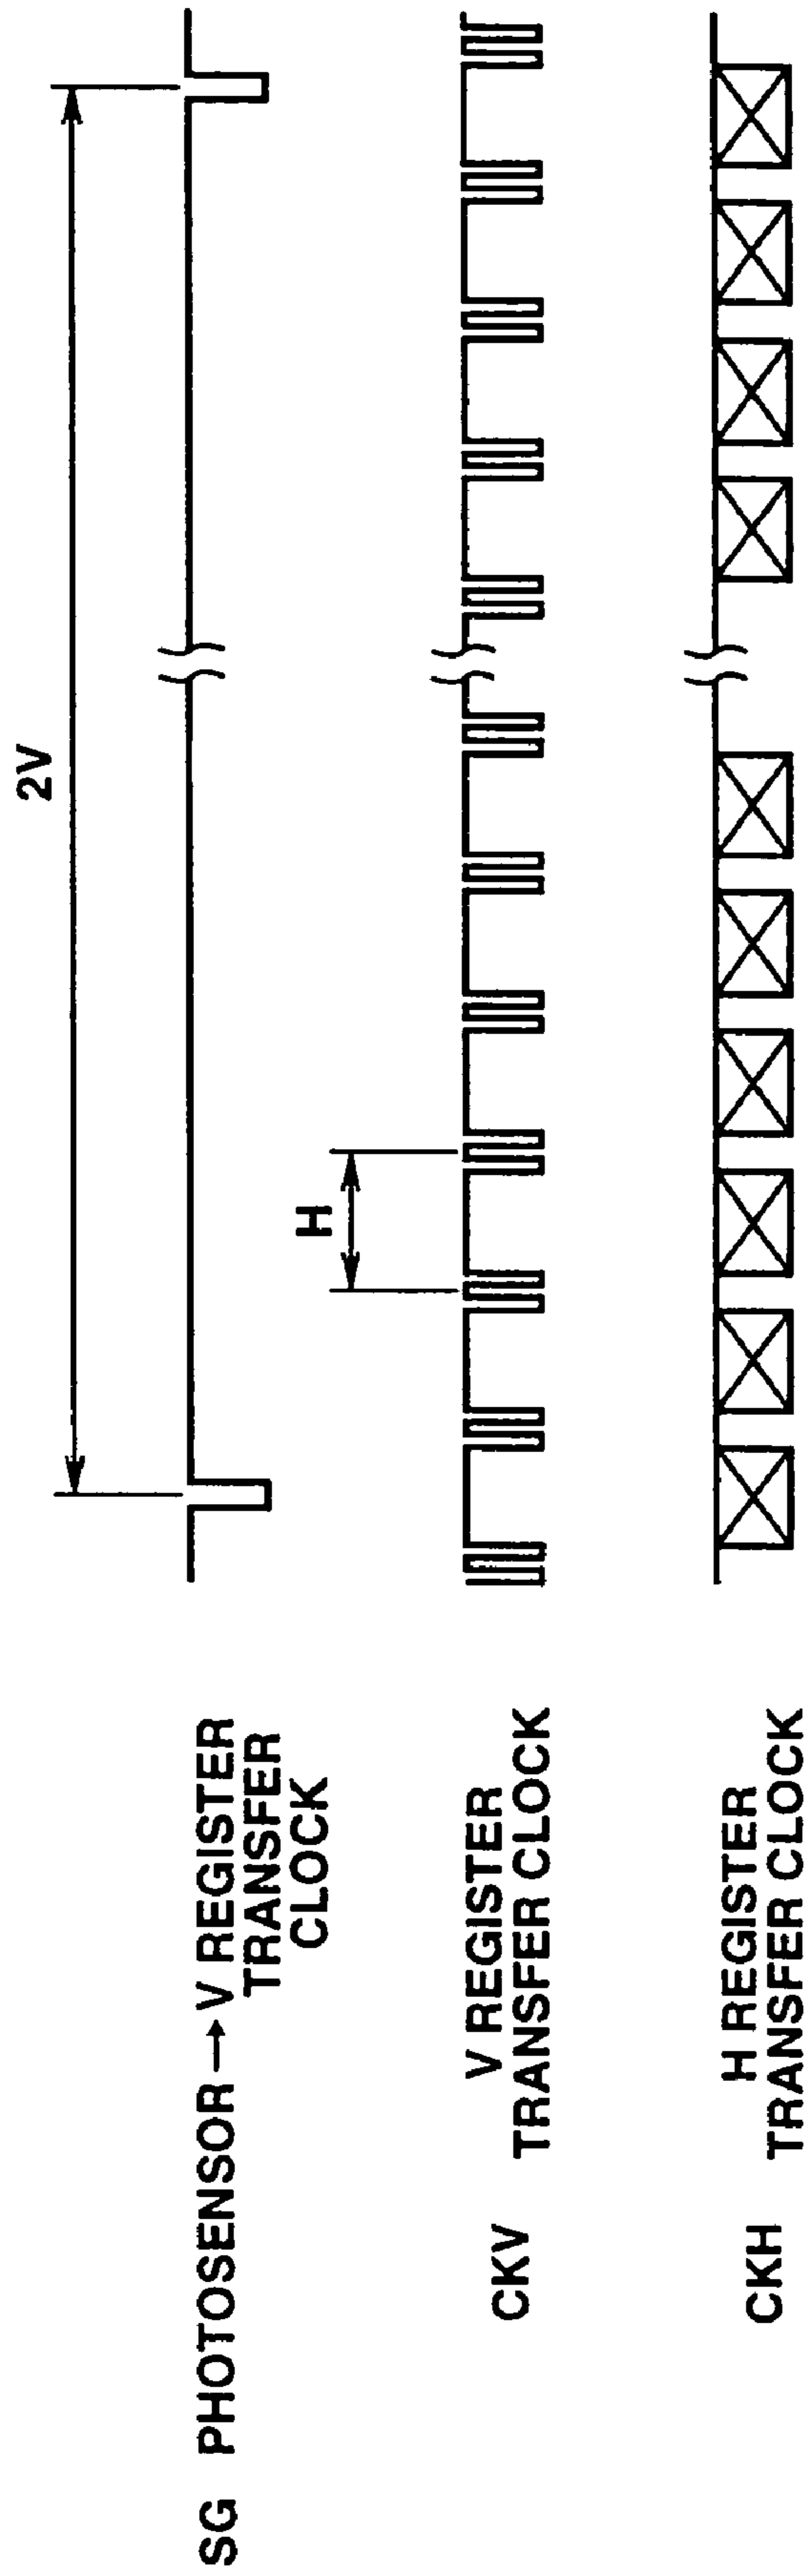 2V
SG PHOTOSENSOR → V REGISTER
TRANSFER
CLOCK
H
CKV V REGISTER
TRANSFER CLOCK
CKH H REGISTER
TRANSFER CLOCK